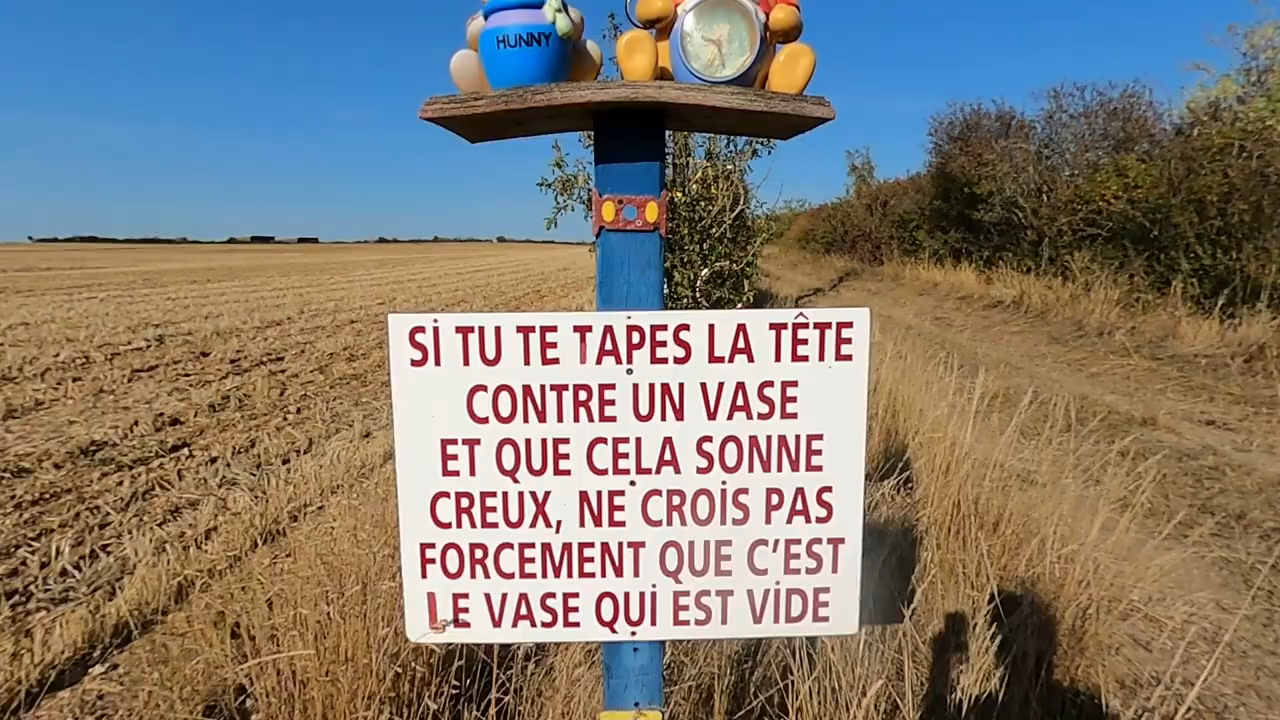 HUNNY
Sİ TU TE TAPES LA TÊTE
CONTRE UN VASE
ET QUE CELA SONNE
CREUX, NE CROİS PAS
FORCEMENT QUE C'EST
LE VASE QUİ EST VİDE